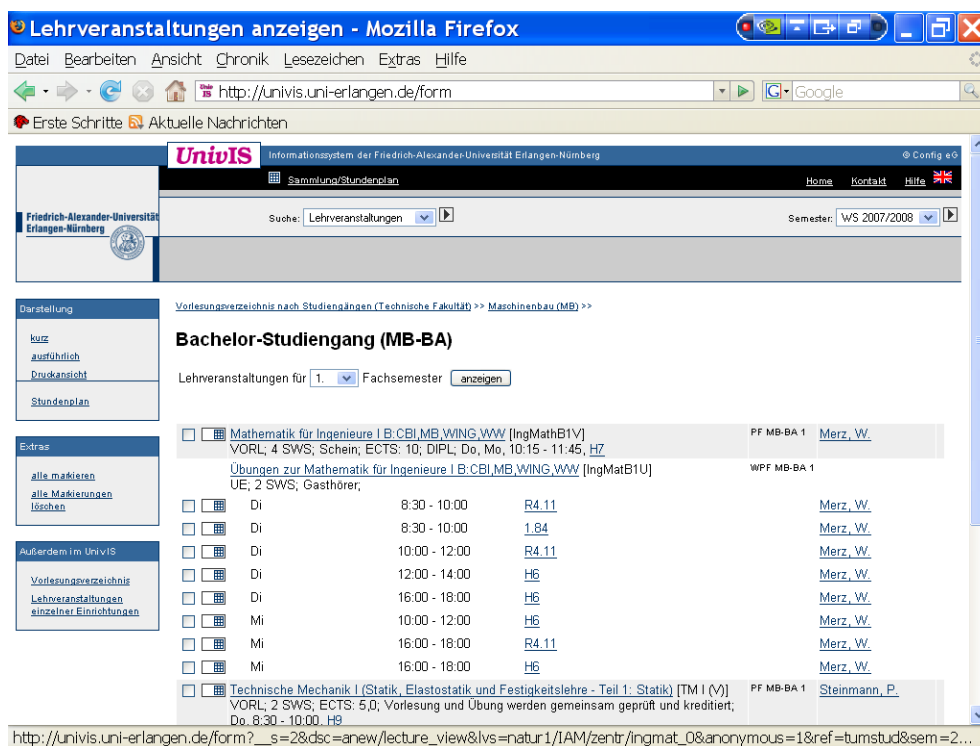 Lehrveranstaltungen anzeigen - Mozilla Firefox
Datei Bearbeiten Ansicht Chronik Lesezeichen Extras Hilfe
http://univis.uni-erlangen.de/form
G Google
Erste Schritte Aktuelle Nachrichten
UnivIS Informationssystem der Friedrich-Alexander-Universität Erlangen-Nürnberg © Config eG
Sammlung/Stundenplan Home Kontakt Hilfe
Friedrich-Alexander-Universität
Erlangen-Nürnberg
Suche: Lehrveranstaltungen Semester: WS 2007/2008
Darstellung
kurz
ausführlich
Druckansicht
Stundenplan
Extras
alle markieren
alle Markierungen
löschen
Außerdem im UnivIS
Vorlesungsverzeichnis
Lehrveranstaltungen
einzelner Einrichtungen
Vorlesungsverzeichnis nach Studiengängen (Technische Fakultät) >> Maschinenbau (MB) >>
Bachelor-Studiengang (MB-BA)
Lehrveranstaltungen für 1. Fachsemester anzeigen
Mathematik für Ingenieure I B:CBI,MB,WING,WW [IngMathB1V] PF MB-BA 1 Merz, W.
VORL; 4 SWS; Schein; ECTS: 10; DIPL; Do, Mo, 10:15 - 11:45, H7
Übungen zur Mathematik für Ingenieure I B:CBI,MB,WING,WW [IngMatB1U] WPF MB-BA 1
UE; 2 SWS; Gasthörer;
Di 8:30 - 10:00 R4.11 Merz, W.
Di 8:30 - 10:00 1.84 Merz, W.
Di 10:00 - 12:00 R4.11 Merz, W.
Di 12:00 - 14:00 H6 Merz, W.
Di 16:00 - 18:00 H6 Merz, W.
Mi 10:00 - 12:00 H6 Merz, W.
Mi 16:00 - 18:00 R4.11 Merz, W.
Mi 16:00 - 18:00 H6 Merz, W.
Technische Mechanik I (Statik, Elastostatik und Festigkeitslehre - Teil 1: Statik) [TM I (V)] PF MB-BA 1 Steinmann, P.
VORL; 2 SWS; ECTS: 5,0; Vorlesung und Übung werden gemeinsam geprüft und kreditiert;
Do, 8:30 - 10:00, H9
http://univis.uni-erlangen.de/form?__s=2&dsc=anew/lecture_view&lvs=natur1/IAM/zentr/ingmat_0&anonymous=1&ref=tumstud&sem=2...